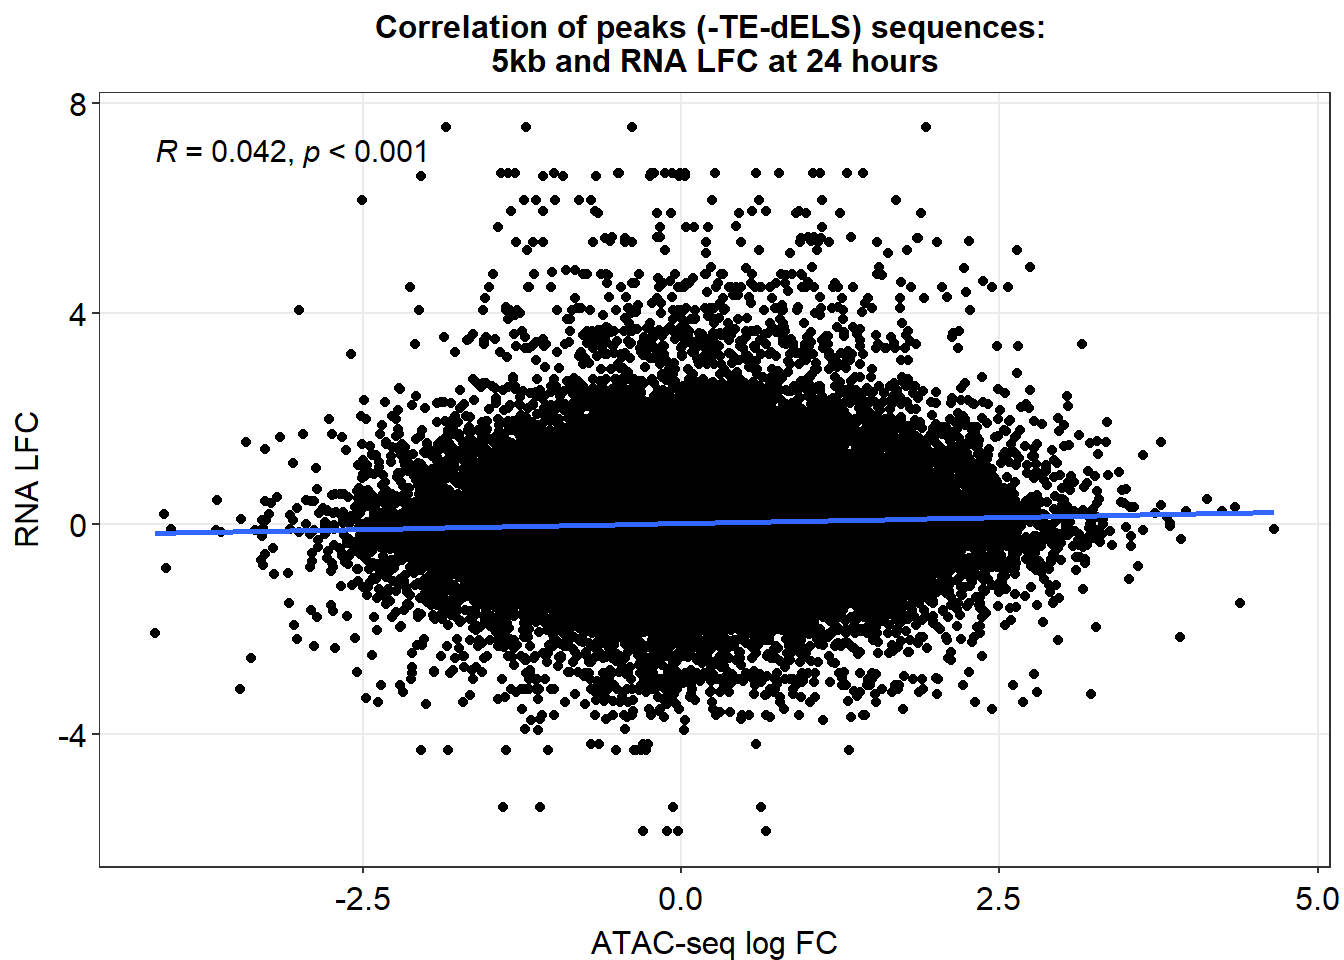 Correlation of peaks (-TE-dELS) sequences:
5kb and RNA LFC at 24 hours
R = 0.042, p < 0.001
RNA LFC
8
4
0
-4
-2.5
0.0
2.5
5.0
ATAC-seq log FC